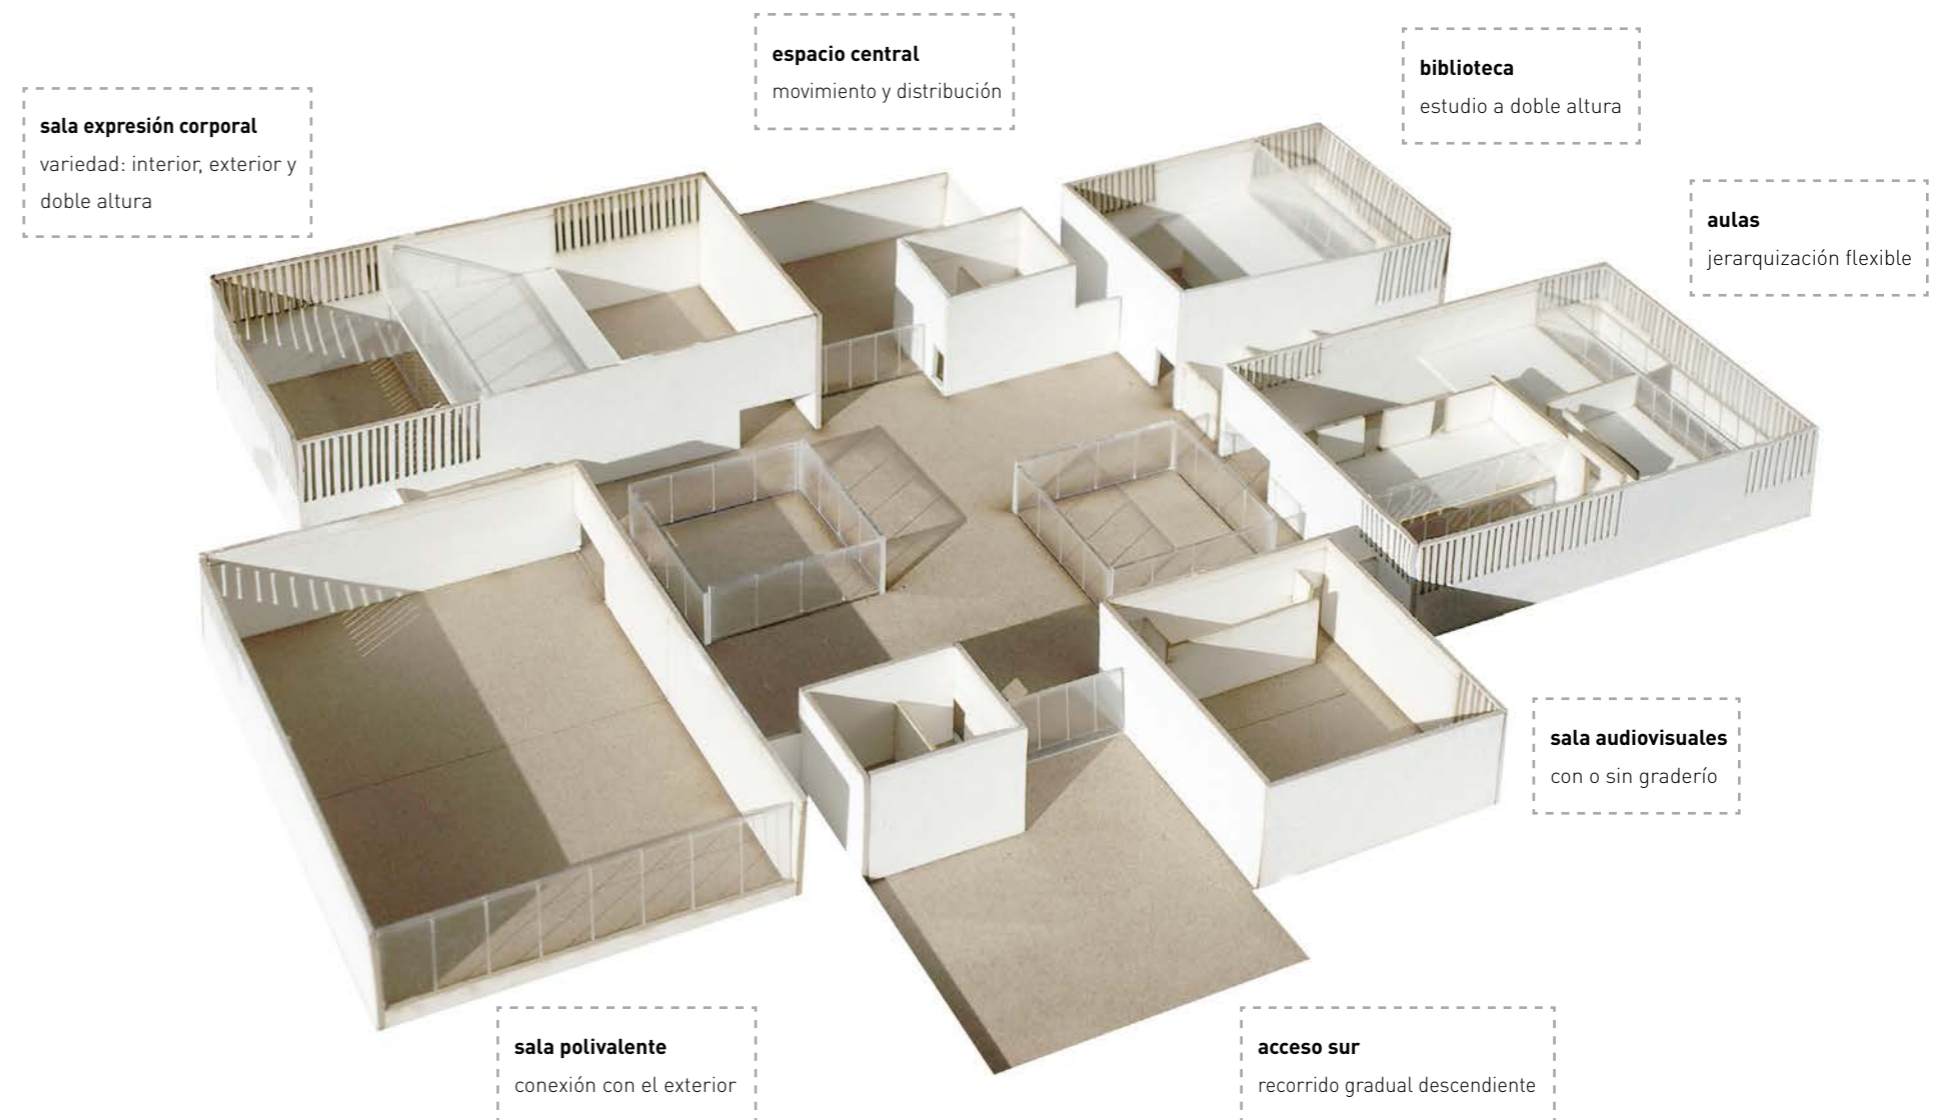 espacio central
movimiento y distribución
biblioteca
estudio a doble altura
sala expresión corporal
variedad: interior, exterior y
doble altura
aulas
jerarquización flexible
sala audiovisuales
con o sin graderío
sala polivalente
conexión con el exterior
acceso sur
recorrido gradual descendiente